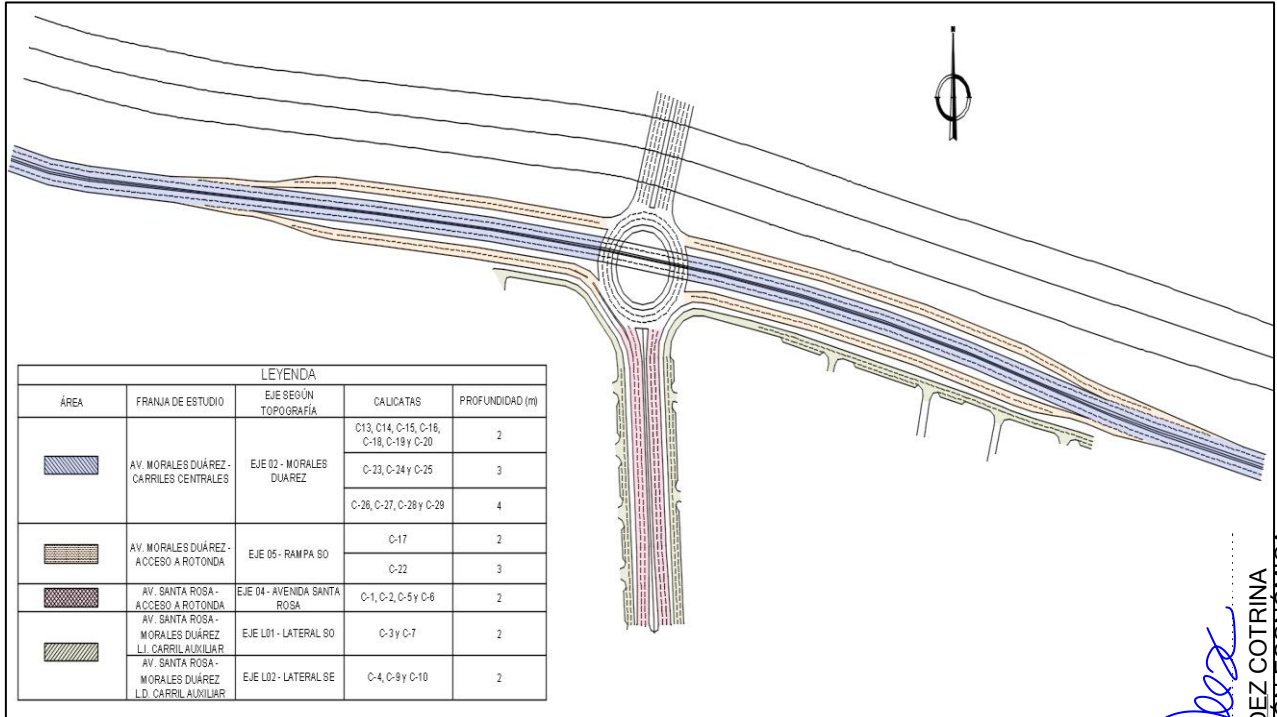 LEYENDA
ÁREA
FRANJA DE ESTUDIO
EJE SEGÚN
TOPOGRAFÍA
CALICATAS
PROFUNDIDAD (m)
AV. MORALES DUÁREZ -
CARRILES CENTRALES
EJE 02 - MORALES
DUAREZ
C13, C14, C-15, C-16,
C-18, C-19 y C-20
2
C-23, C-24 y C-25
3
C-26, C-27, C-28 y C-29
4
AV. MORALES DUÁREZ -
ACCESO A ROTONDA
EJE 05 - RAMPA SO
C-17
2
C-22
3
AV. SANTA ROSA -
ACCESO A ROTONDA
EJE 04 - AVENIDA SANTA
ROSA
C-1, C-2, C-5 y C-6
2
AV. SANTA ROSA -
MORALES DUÁREZ
L.I. CARRIL AUXILIAR
EJE L01 - LATERAL SO
C-3 y C-7
2
AV. SANTA ROSA -
MORALES DUÁREZ
L.D. CARRIL AUXILIAR
EJE L02 - LATERAL SE
C-4, C-9 y C-10
2
DEZ COTRINA